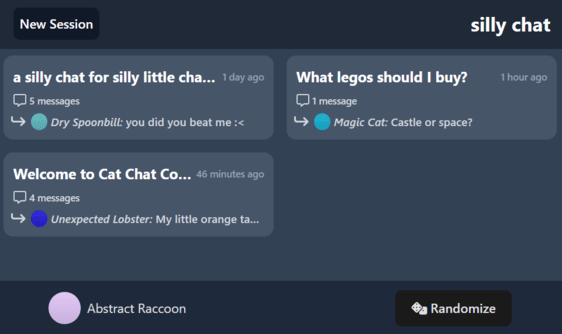 New Session
silly chat
a silly chat for silly little cha... 1 day ago
5 messages
Dry Spoonbill: you did you beat me :<
What legos should I buy? 1 hour ago
1 message
Magic Cat: Castle or space?
Welcome to Cat Chat Co... 46 minutes ago
4 messages
Unexpected Lobster: My little orange ta...
Abstract Raccoon
Randomize